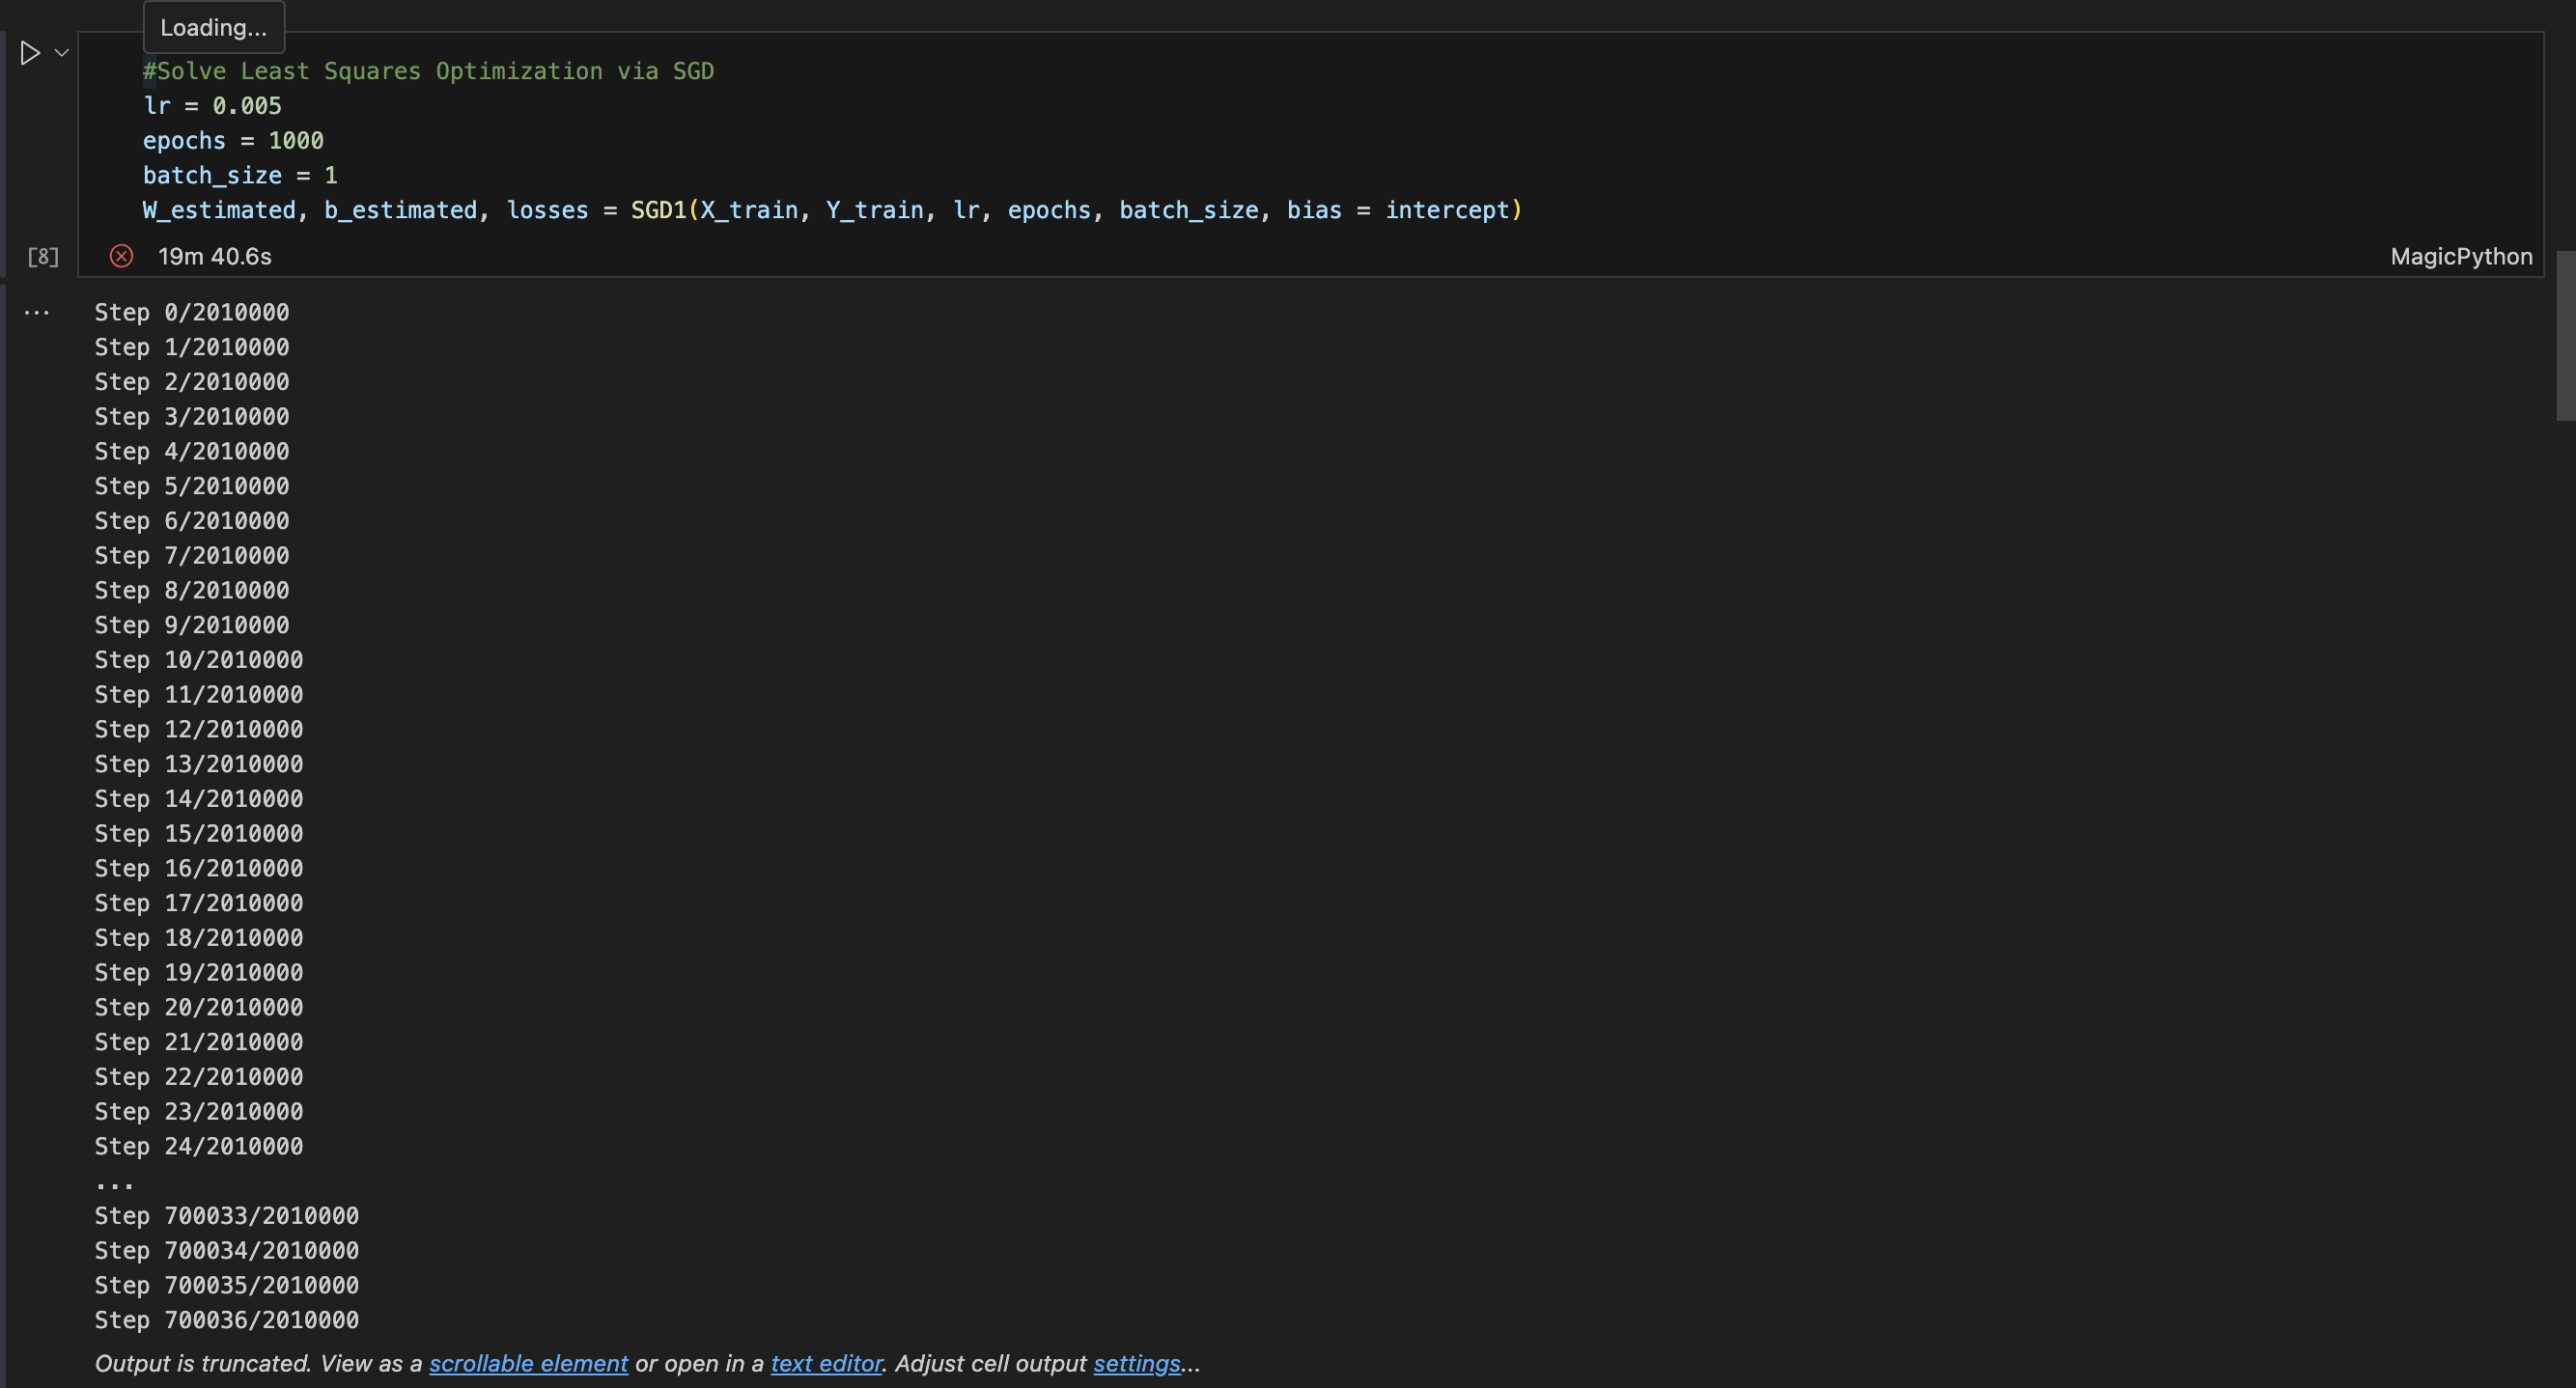 Loading...
#Solve Least Squares Optimization via SGD
lr = 0.005
epochs = 1000
batch_size = 1
W_estimated, b_estimated, losses = SGD1(X_train, Y_train, lr, epochs, batch_size, bias = intercept)
[8] 19m 40.6s MagicPython
... Step 0/2010000
Step 1/2010000
Step 2/2010000
Step 3/2010000
Step 4/2010000
Step 5/2010000
Step 6/2010000
Step 7/2010000
Step 8/2010000
Step 9/2010000
Step 10/2010000
Step 11/2010000
Step 12/2010000
Step 13/2010000
Step 14/2010000
Step 15/2010000
Step 16/2010000
Step 17/2010000
Step 18/2010000
Step 19/2010000
Step 20/2010000
Step 21/2010000
Step 22/2010000
Step 23/2010000
Step 24/2010000
...
Step 700033/2010000
Step 700034/2010000
Step 700035/2010000
Step 700036/2010000
Output is truncated. View as a scrollable element or open in a text editor. Adjust cell output settings...